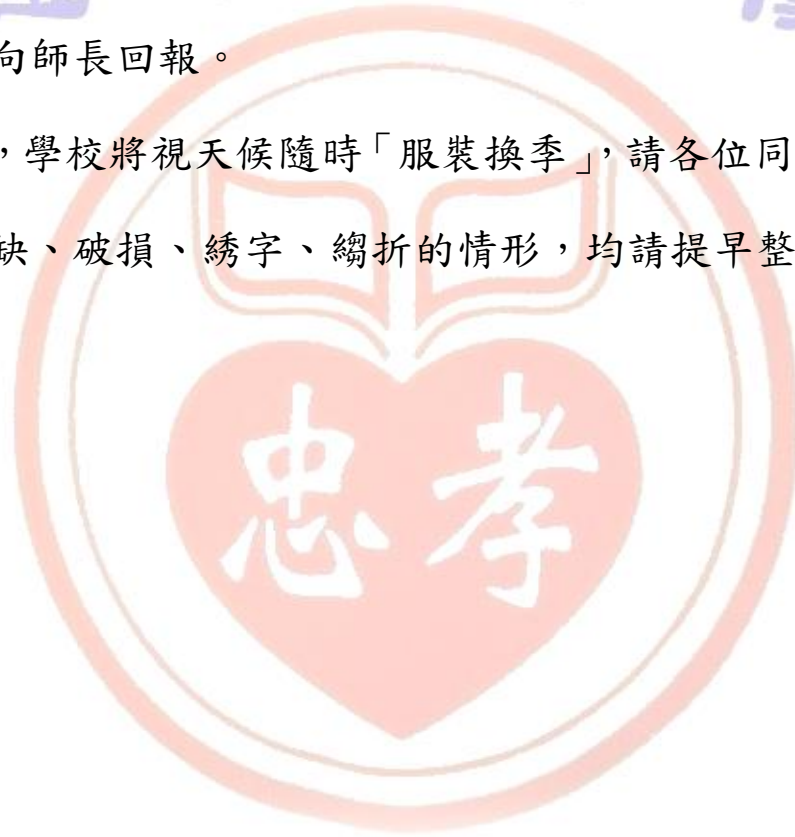 向師長回報。
，學校將視天候隨時「服裝換季」，請各位同
缺、破損、綉字、縐折的情形，均請提早整
忠孝